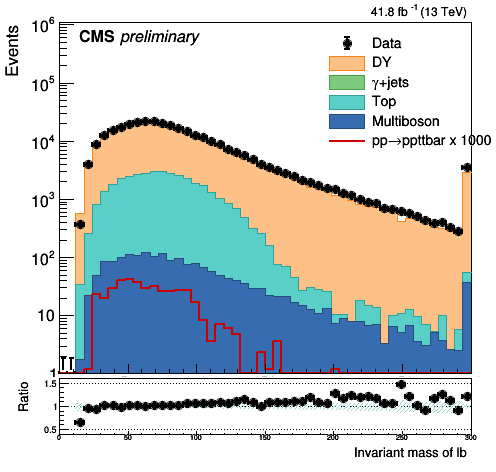 41.8 fb⁻¹ (13 TeV)
Events
CMS preliminary
10⁶
10⁵
10⁴
10³
10²
10
1
Data
DY
γ+jets
Top
Multiboson
pp→ppttbar x 1000
Ratio
1.5
1
0.5
0 50 100 150 200 250 300
Invariant mass of lb